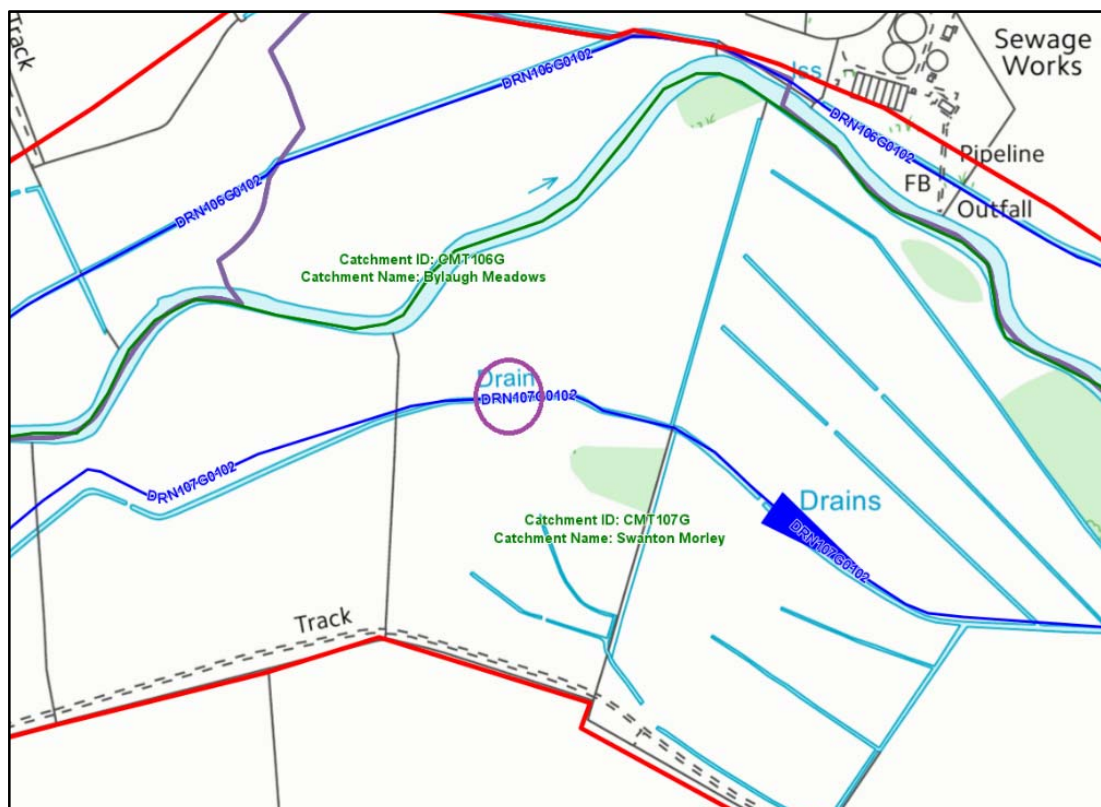 Track
Sewage
Works
Iss
DRN106G0102
DRN106G0102
DRN106G0102
Pipeline
FB
Outfall
Catchment ID: CMT106G
Catchment Name: Bylaugh Meadows
Drain
DRN107G0102
DRN107G0102
Drains
Catchment ID: CMT107G
Catchment Name: Swanton Morley
DRN107G0102
Track